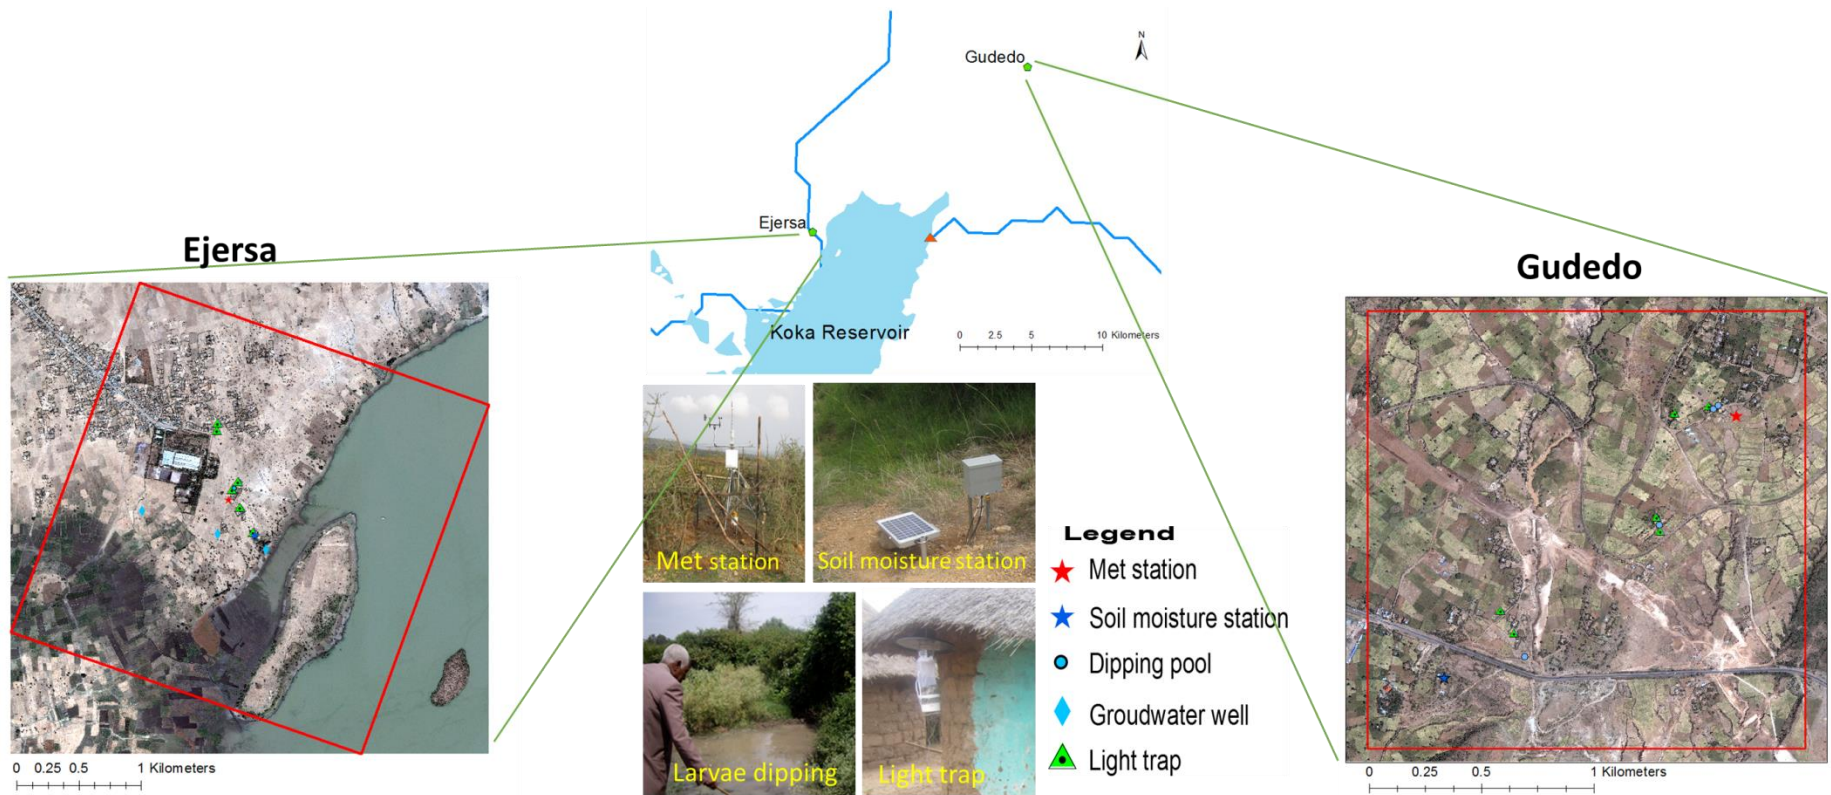 N
Gudedo
Ejersa
Koka Reservoir
0 2.5 5 10 Kilometers
Ejersa
0 0.25 0.5 1 Kilometers
Gudedo
0 0.25 0.5 1 Kilometers
Met station
Soil moisture station
Larvae dipping
Light trap
Legend
Met station
Soil moisture station
Dipping pool
Groudwater well
Light trap